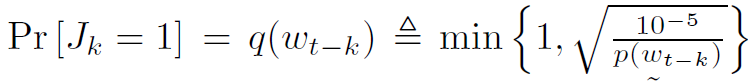 Pr [J_k = 1] = q(w_{t−k}) ≜ min {1, √(10^{−5} / p(w_{t−k}))}